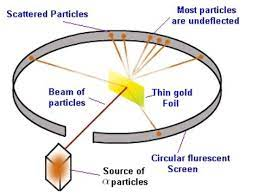 Scattered Particles
Most particles
are undeflected
Beam of
particles
Thin gold
Foil
Circular flurescent
Screen
Source of
α particles